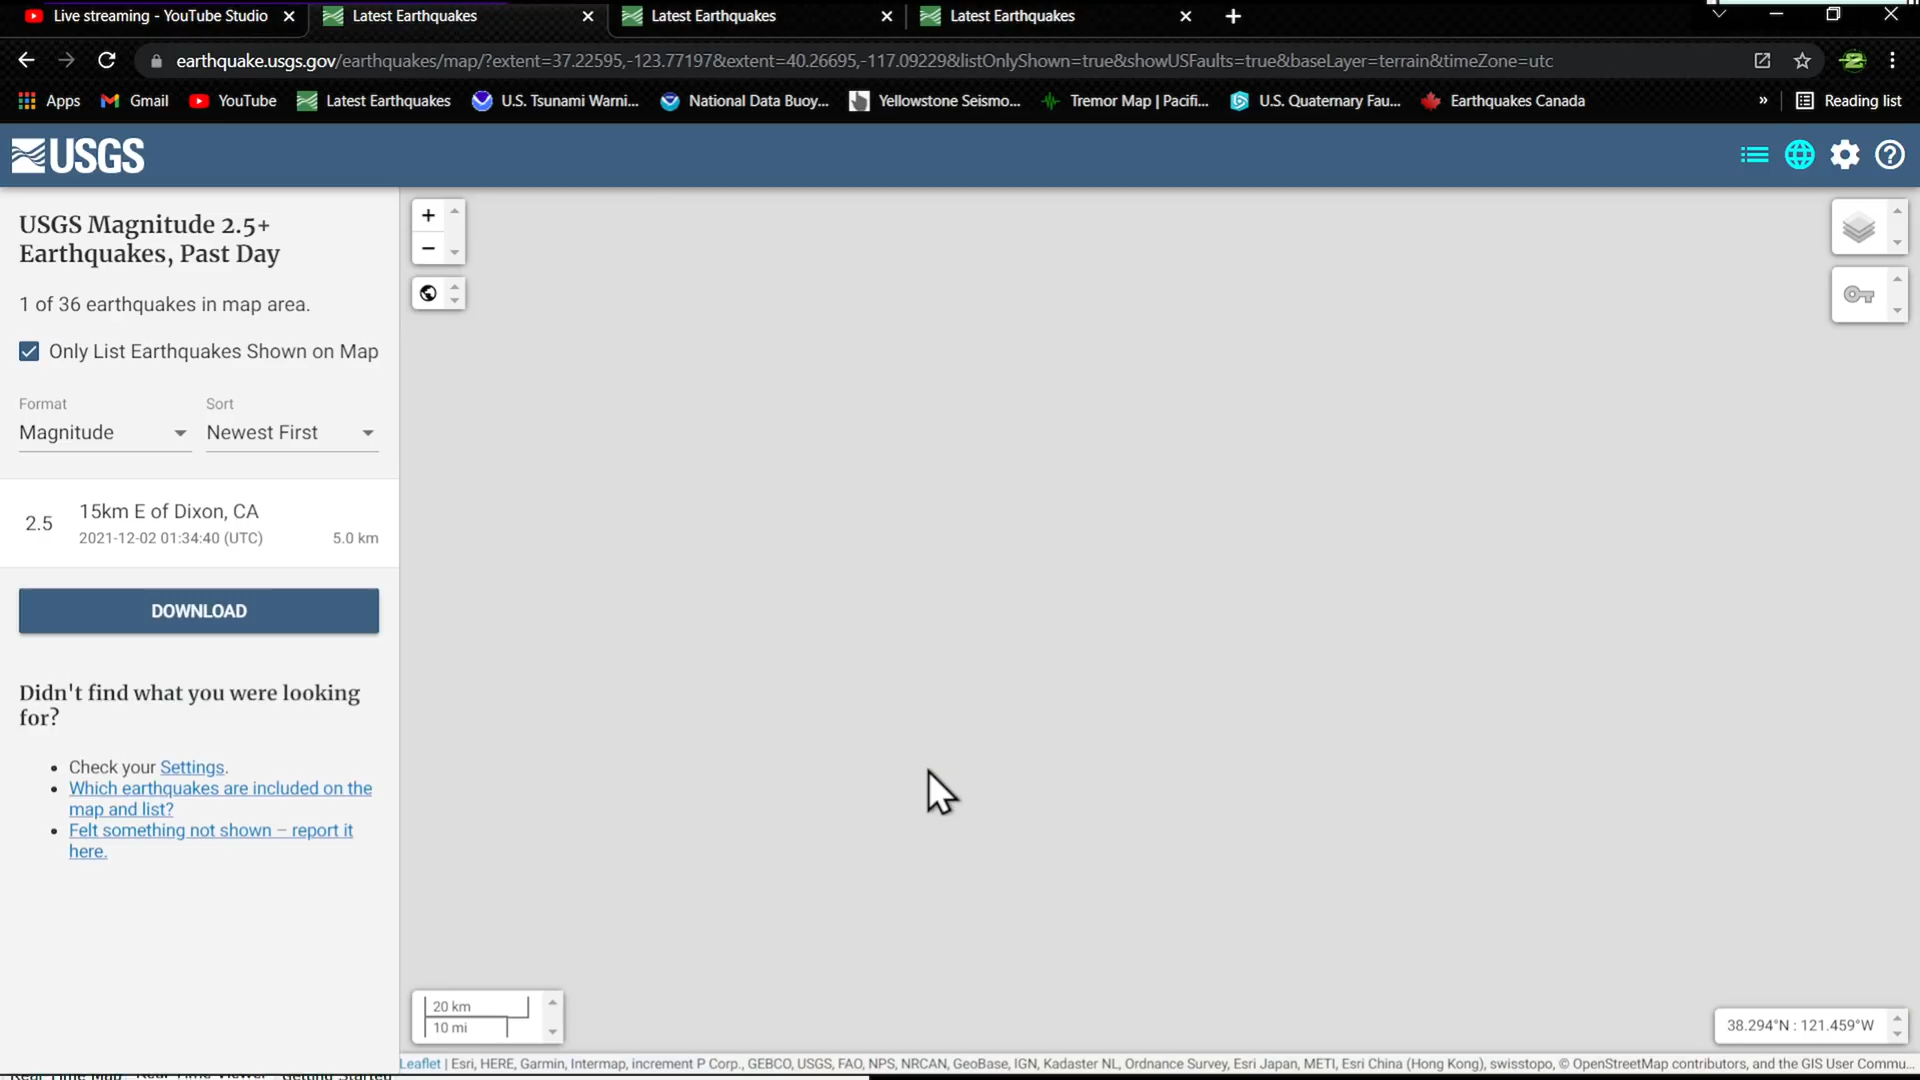 Live streaming - YouTube Studio
Latest Earthquakes
Latest Earthquakes
Latest Earthquakes
earthquake.usgs.gov/earthquakes/map/?extent=37.22595,-123.77197&extent=40.26695,-117.09229&listOnlyShown=true&showUSFaults=true&baseLayer=terrain&timeZone=utc
Apps
Gmail
YouTube
Latest Earthquakes
U.S. Tsunami Warni...
National Data Buoy...
Yellowstone Seismo...
Tremor Map | Pacifi...
U.S. Quaternary Fau...
Earthquakes Canada
»
Reading list
USGS
USGS Magnitude 2.5+
Earthquakes, Past Day
1 of 36 earthquakes in map area.
Only List Earthquakes Shown on Map
Format
Sort
Magnitude
Newest First
2.5
15km E of Dixon, CA
2021-12-02 01:34:40 (UTC)
5.0 km
DOWNLOAD
Didn't find what you were looking
for?
Check your Settings.
Which earthquakes are included on the
map and list?
Felt something not shown – report it
here.
+
−
20 km
10 mi
38.294°N : 121.459°W
Leaflet | Esri, HERE, Garmin, Intermap, increment P Corp., GEBCO, USGS, FAO, NPS, NRCAN, GeoBase, IGN, Kadaster NL, Ordnance Survey, Esri Japan, METI, Esri China (Hong Kong), swisstopo, © OpenStreetMap contributors, and the GIS User Commu...
Real-Time Map
Real-Time Viewer
Getting Started